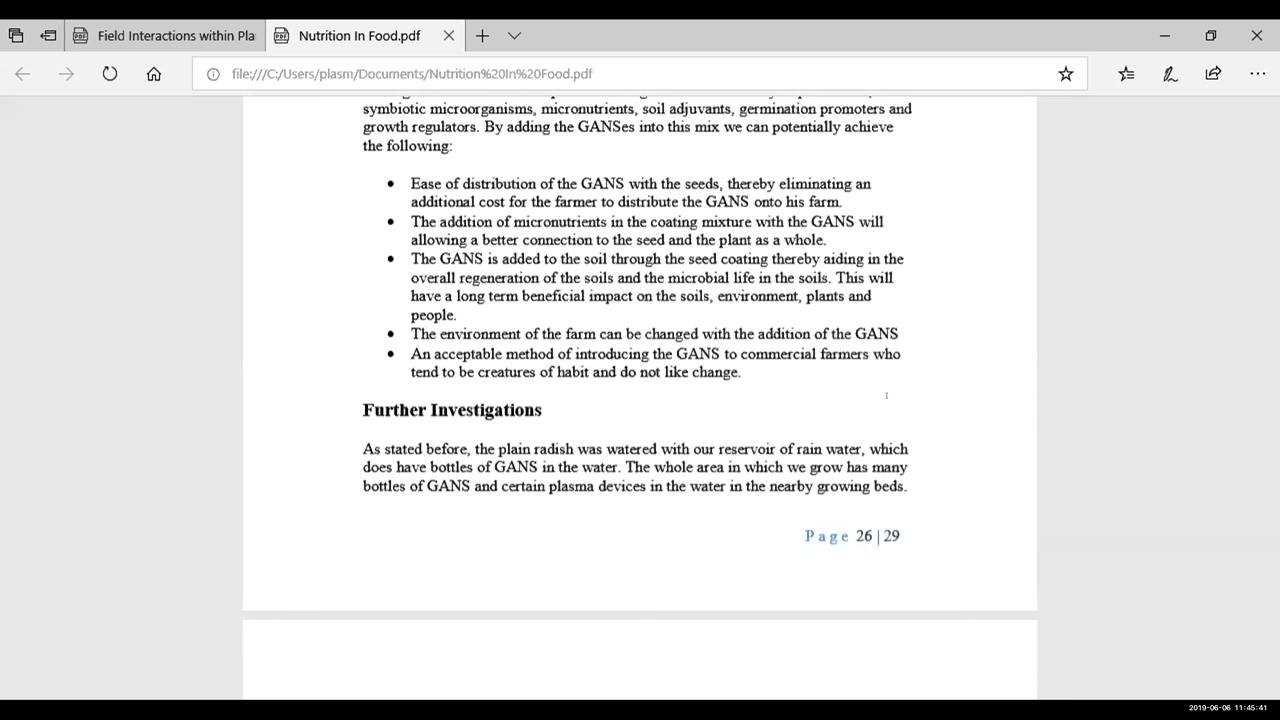 Field Interactions within Pla
Nutrition In Food.pdf
file:///C:/Users/plasm/Documents/Nutrition%20In%20Food.pdf
symbiotic microorganisms, micronutrients, soil adjuvants, germination promoters and
growth regulators. By adding the GANSes into this mix we can potentially achieve
the following:
• Ease of distribution of the GANS with the seeds, thereby eliminating an
additional cost for the farmer to distribute the GANS onto his farm.
• The addition of micronutrients in the coating mixture with the GANS will
allowing a better connection to the seed and the plant as a whole.
• The GANS is added to the soil through the seed coating thereby aiding in the
overall regeneration of the soils and the microbial life in the soils. This will
have a long term beneficial impact on the soils, environment, plants and
people.
• The environment of the farm can be changed with the addition of the GANS
• An acceptable method of introducing the GANS to commercial farmers who
tend to be creatures of habit and do not like change.
Further Investigations
As stated before, the plain radish was watered with our reservoir of rain water, which
does have bottles of GANS in the water. The whole area in which we grow has many
bottles of GANS and certain plasma devices in the water in the nearby growing beds.
Page 26 | 29
2019-06-06 11:45:41